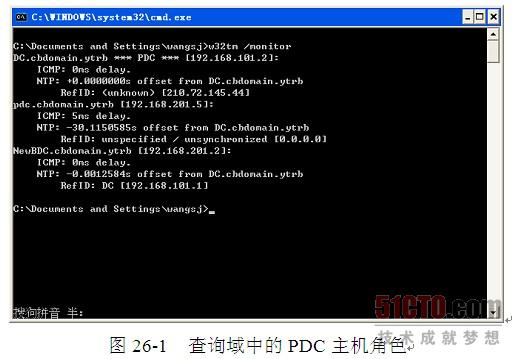 C:\WINDOWS\system32\cmd.exe
C:\Documents and Settings\wangsj>w32tm /monitor
DC.cbdomain.ytrb *** PDC *** [192.168.101.2]:
ICMP: 0ms delay.
NTP: +0.0000000s offset from DC.cbdomain.ytrb
RefID: (unknown) [210.72.145.44]
pdc.cbdomain.ytrb [192.168.201.5]:
ICMP: 5ms delay.
NTP: -30.1150585s offset from DC.cbdomain.ytrb
RefID: unspecified / unsynchronized [0.0.0.0]
NewBDC.cbdomain.ytrb [192.168.201.2]:
ICMP: 0ms delay.
NTP: -0.0012584s offset from DC.cbdomain.ytrb
RefID: DC [192.168.101.1]
C:\Documents and Settings\wangsj>_
搜狗拼音 半:
51CTO.com
技术成就梦想
图 26-1 查询域中的 PDC 主机角色